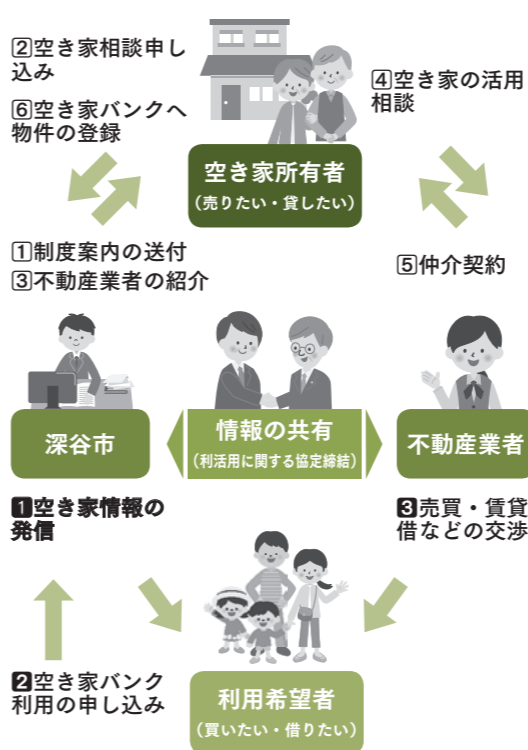 ②空き家相談申し
込み
⑥空き家バンクへ
物件の登録
④空き家の活用
相談
空き家所有者
(売りたい・貸したい)
①制度案内の送付
③不動産業者の紹介
⑤仲介契約
深谷市
情報の共有
(利活用に関する協定締結)
不動産業者
❶空き家情報の
発信
❸売買・賃貸
借などの交渉
❷空き家バンク
利用の申し込み
利用希望者
(買いたい・借りたい)